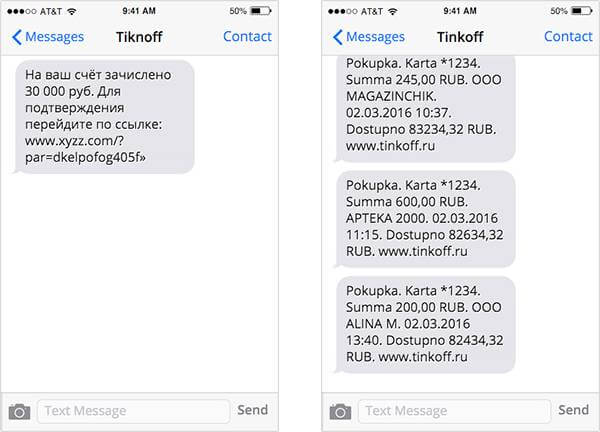 AT&T 9:41 AM 50%
Messages Tiknoff Contact
На ваш счёт зачислено
30 000 руб. Для
подтверждения
перейдите по ссылке:
www.xyzz.com/?
par=dkelpofog405f»
Text Message Send
AT&T 9:41 AM 50%
Messages Tinkoff Contact
Pokupka. Karta *1234.
Summa 245,00 RUB. OOO
MAGAZINCHIK.
02.03.2016 10:37.
Dostupno 83234,32 RUB.
www.tinkoff.ru
Pokupka. Karta *1234.
Summa 600,00 RUB.
APTEKA 2000. 02.03.2016
11:15. Dostupno 82634,32
RUB. www.tinkoff.ru
Pokupka. Karta *1234.
Summa 200,00 RUB. OOO
ALINA M. 02.03.2016
13:40. Dostupno 82434,32
RUB. www.tinkoff.ru
Text Message Send